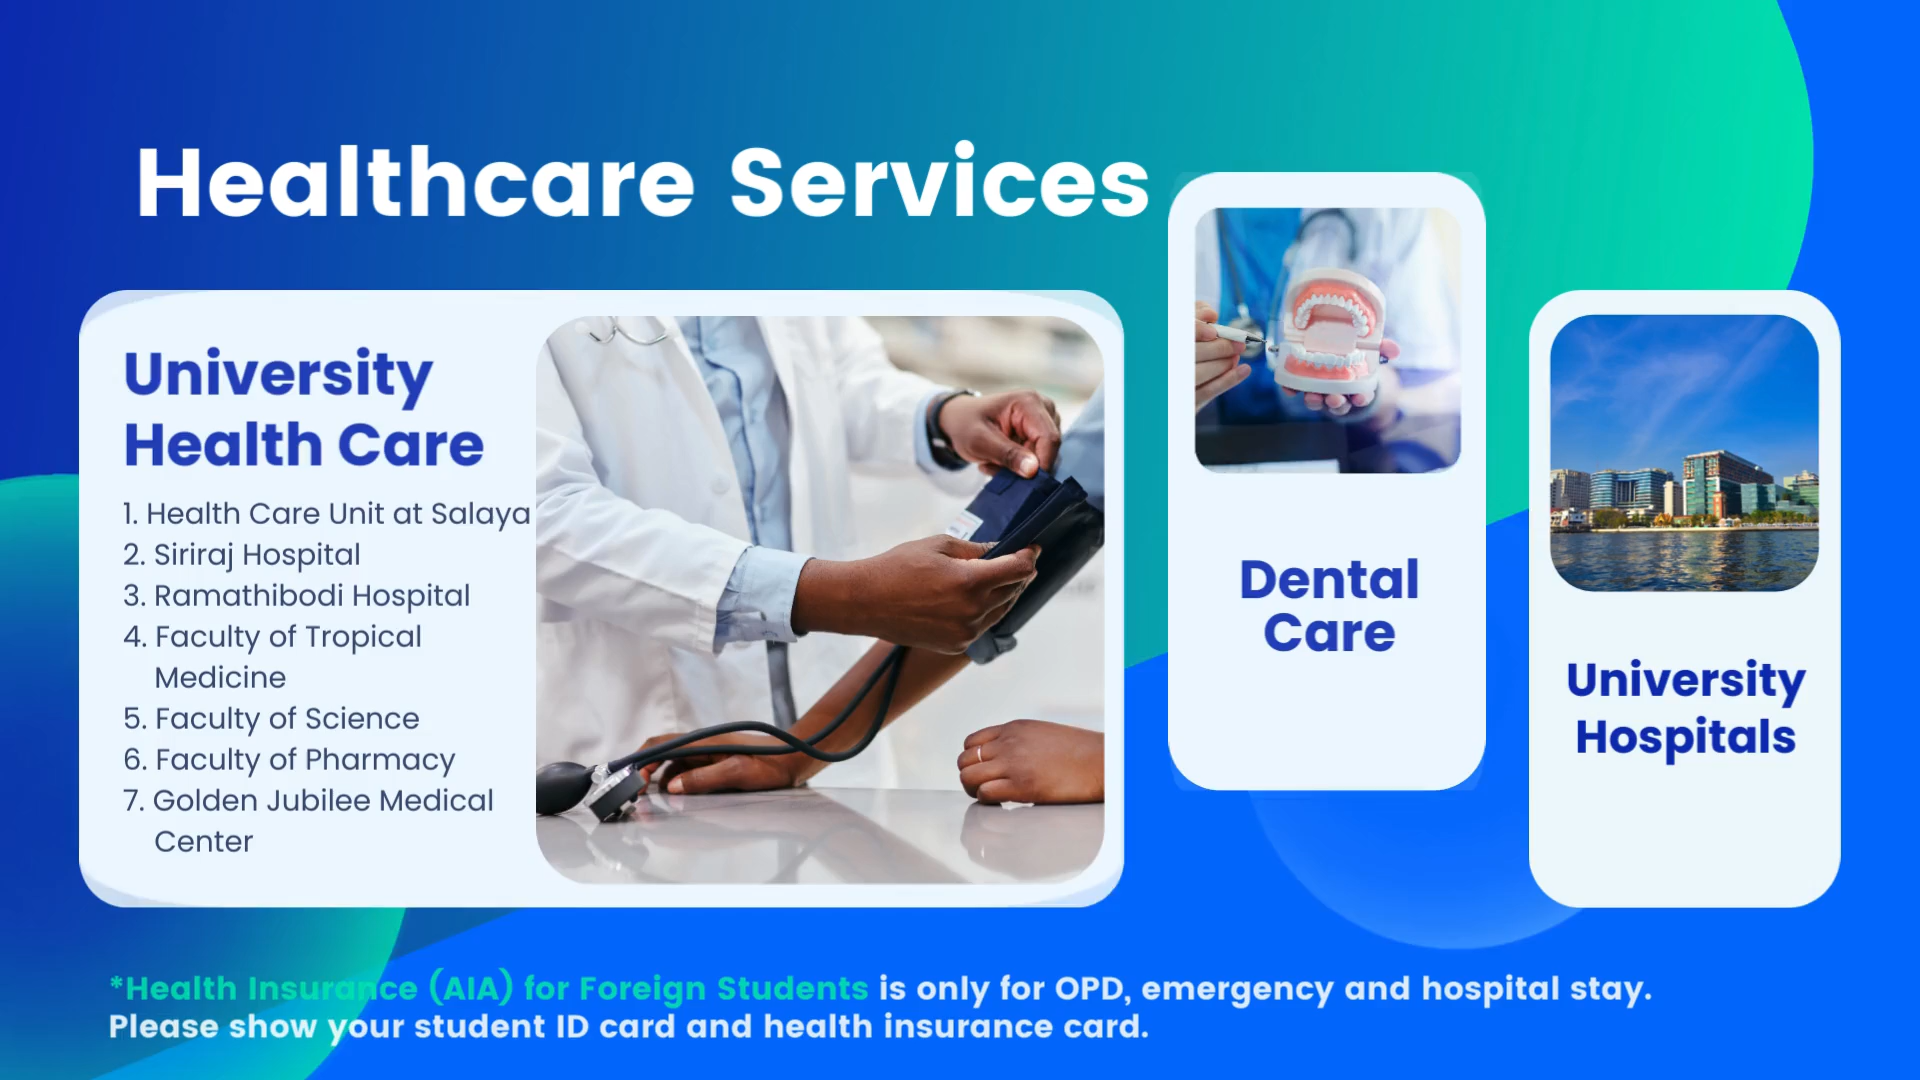 Healthcare Services
University
Health Care
1. Health Care Unit at Salaya
2. Siriraj Hospital
3. Ramathibodi Hospital
4. Faculty of Tropical
Medicine
5. Faculty of Science
6. Faculty of Pharmacy
7. Golden Jubilee Medical
Center
Dental
Care
University
Hospitals
*Health Insurance (AIA) for Foreign Students is only for OPD, emergency and hospital stay.
Please show your student ID card and health insurance card.